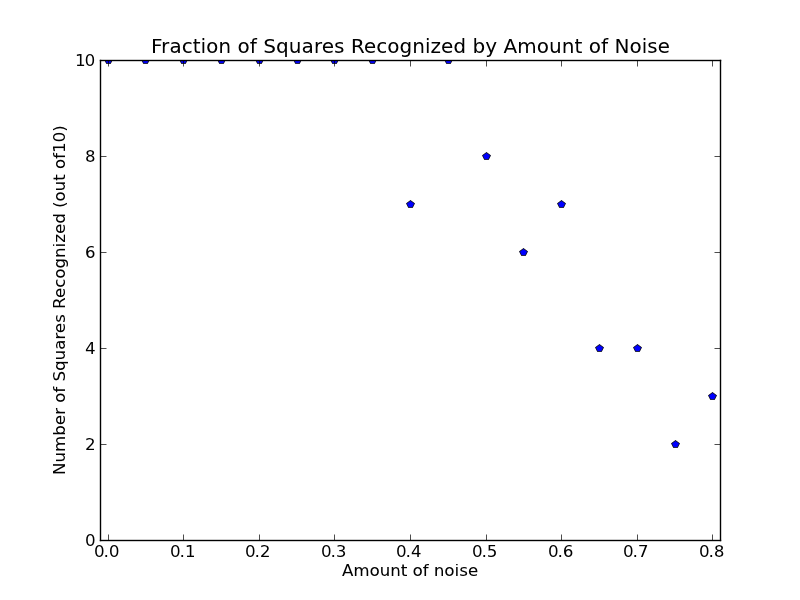 Fraction of Squares Recognized by Amount of Noise
10
8
6
4
2
0
Number of Squares Recognized (out of10)
0.0 0.1 0.2 0.3 0.4 0.5 0.6 0.7 0.8
Amount of noise